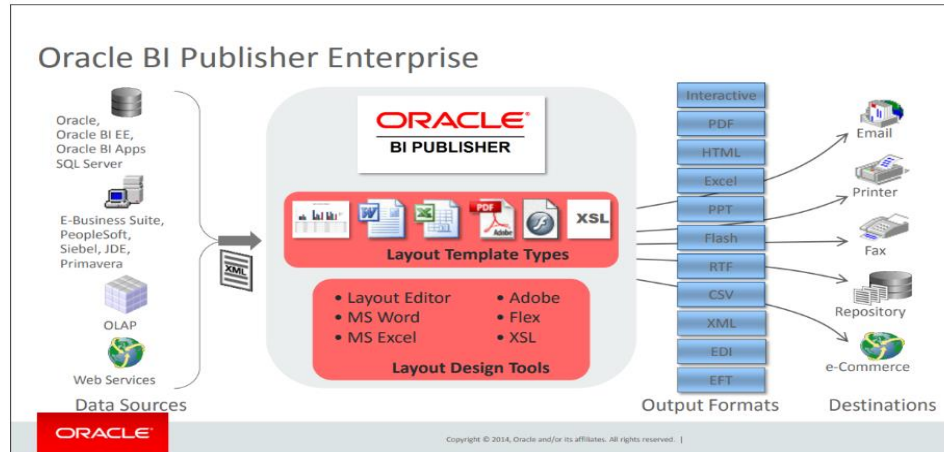 Oracle BI Publisher Enterprise
Oracle,
Oracle BI EE,
Oracle BI Apps
SQL Server
E-Business Suite,
PeopleSoft,
Siebel, JDE,
Primavera
OLAP
Web Services
Data Sources
XML
ORACLE®
BI PUBLISHER
PDF
Adobe
XSL
Layout Template Types
• Layout Editor
• MS Word
• MS Excel
• Adobe
• Flex
• XSL
Layout Design Tools
Interactive
PDF
HTML
Excel
PPT
Flash
RTF
CSV
XML
EDI
EFT
Output Formats
Email
Printer
Fax
Repository
e-Commerce
Destinations
ORACLE®
Copyright © 2014, Oracle and/or its affiliates. All rights reserved. |